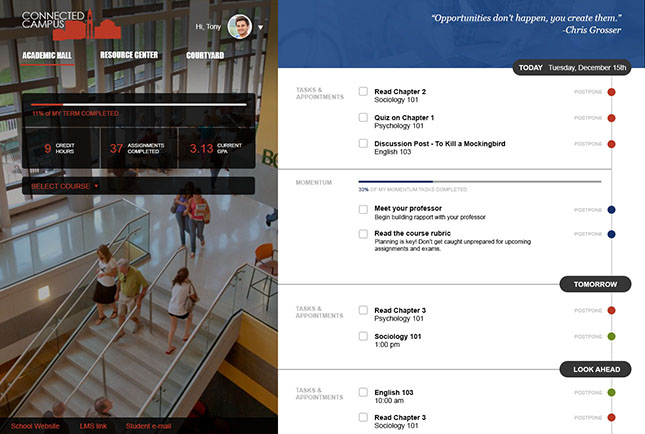 CONNECTED
CAMPUS
Hi, Tony
ACADEMIC HALL
RESOURCE CENTER
COURTYARD
11% OF MY TERM COMPLETED
9 CREDIT HOURS
37 ASSIGNMENTS COMPLETED
3.13 CURRENT GPA
SELECT COURSE
School Website
LMS link
Student e-mail
“Opportunities don’t happen, you create them.”
-Chris Grosser
TODAY Tuesday, December 15th
TASKS & APPOINTMENTS
Read Chapter 2
POSTPONE
Sociology 101
Quiz on Chapter 1
POSTPONE
Psychology 101
Discussion Post - To Kill a Mockingbird
POSTPONE
English 103
MOMENTUM
33% OF MY MOMENTUM TASKS COMPLETED
Meet your professor
POSTPONE
Begin building rapport with your professor
Read the course rubric
POSTPONE
Planning is key! Don't get caught unprepared for upcoming
assignments and exams.
TOMORROW
TASKS & APPOINTMENTS
Read Chapter 3
POSTPONE
Psychology 101
Sociology 101
POSTPONE
1:00 pm
LOOK AHEAD
TASKS & APPOINTMENTS
English 103
POSTPONE
10:00 am
Read Chapter 3
POSTPONE
Sociology 101